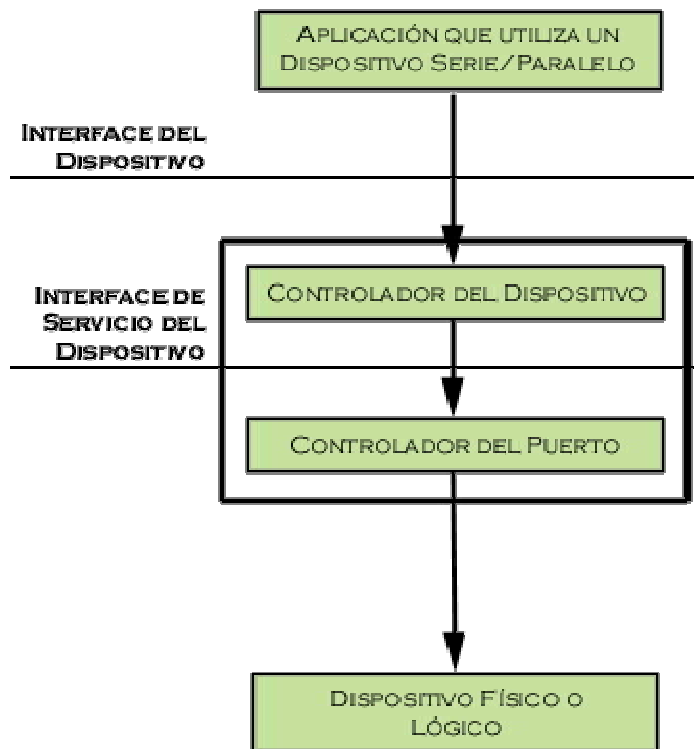 APLICACIÓN QUE UTILIZA UN
DISPOSITIVO SERIE/PARALELO
INTERFACE DEL
DISPOSITIVO
CONTROLADOR DEL DISPOSITIVO
INTERFACE DE
SERVICIO DEL
DISPOSITIVO
CONTROLADOR DEL PUERTO
DISPOSITIVO FÍSICO O
LÓGICO